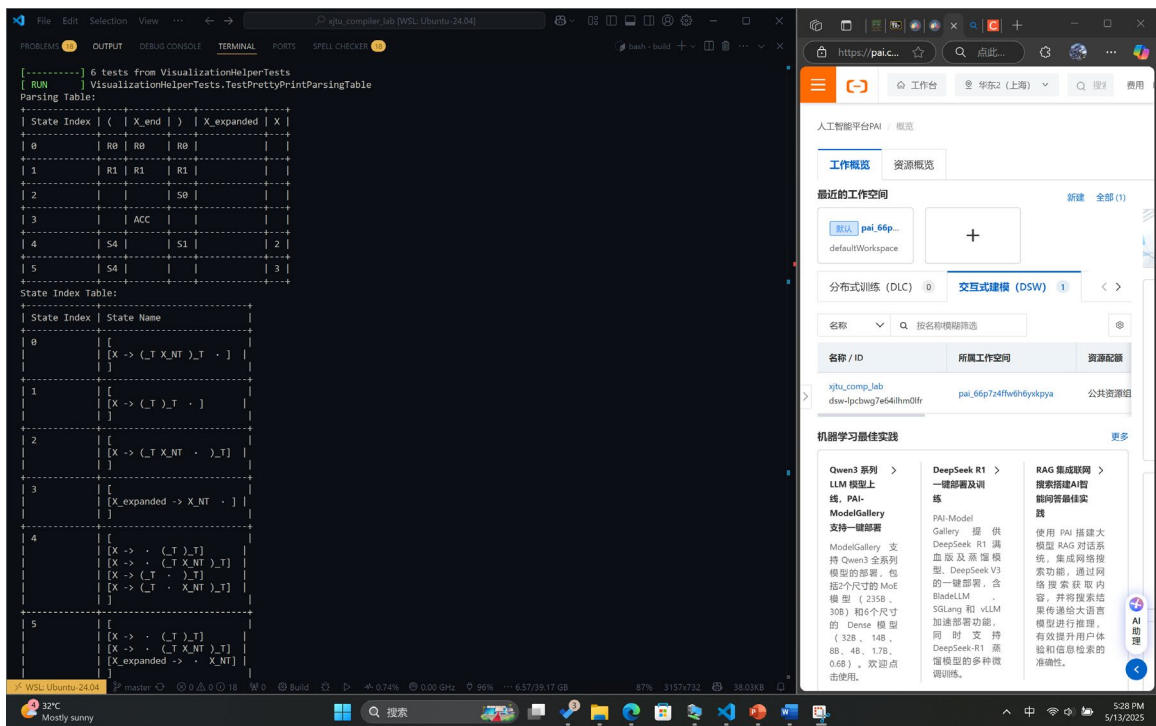 File Edit Selection View ··· xjtu_compiler_lab [WSL: Ubuntu-24.04]
PROBLEMS 18 OUTPUT DEBUG CONSOLE TERMINAL PORTS SPELL CHECKER 18 bash - build
[----------] 6 tests from VisualizationHelperTests
[ RUN      ] VisualizationHelperTests.TestPrettyPrintParsingTable
Parsing Table:
| State Index | ( | X_end | ) | X_expanded | X |
| 0 | R0 | R0 | R0 | | |
| 1 | R1 | R1 | R1 | | |
| 2 | | | S0 | | |
| 3 | | ACC | | | |
| 4 | S4 | | S1 | | 2 |
| 5 | S4 | | | | 3 |
State Index Table:
| State Index | State Name |
| 0 | [
[X -> (_T X_NT )_T · ]
]
| 1 | [
[X -> (_T )_T · ]
]
| 2 | [
[X -> (_T X_NT · )_T]
]
| 3 | [
[X_expanded -> X_NT · ]
]
| 4 | [
[X -> · (_T )_T]
[X -> · (_T X_NT )_T]
[X -> (_T · )_T]
[X -> (_T · X_NT )_T]
]
| 5 | [
[X -> · (_T )_T]
[X -> · (_T X_NT )_T]
[X_expanded -> · X_NT]
]
WSL: Ubuntu-24.04 master 0 0 18 0 Build 0.74% 0.00 GHz 96% 6.57/39.17 GB 87% 3157x732 38.03KB
https://pai.c... 点此...
工作台 华东2（上海） 费用
人工智能平台PAI / 概览
工作概览 资源概览
最近的工作空间 新建 全部 (1)
默认 pai_66p...
defaultWorkspace
+
分布式训练（DLC） 0 交互式建模（DSW） 1
名称 按名称模糊筛选
名称 / ID 所属工作空间 资源配额
xjtu_comp_lab
dsw-lpcbwg7e64ilhm0lfr pai_66p7z4ffw6h6yxkpya 公共资源组
机器学习最佳实践 更多
Qwen3 系列
LLM 模型上
线，PAI-
ModelGallery
支持一键部署
ModelGallery 支
持 Qwen3 全系列
模型的部署，包
括2个尺寸的 MoE
模型（235B、
30B）和6个尺寸
的 Dense 模型
（32B、14B、
8B、4B、1.7B、
0.6B）。欢迎点
击使用。
DeepSeek R1
一键部署及训
练
PAI-Model
Gallery 提供
DeepSeek R1 满
血版及蒸馏模
型、DeepSeek V3
的一键部署，含
BladeLLM 、
SGLang 和 vLLM
加速部署功能，
同时支持
DeepSeek-R1 蒸
馏模型的多种微
调训练。
RAG 集成联网
搜索搭建AI智
能问答最佳实
践
使用 PAI 搭建大
模型 RAG 对话系
统，集成网络搜
索功能，通过网
络搜索获取内
容，并将搜索结
果传递给大语言
模型进行推理，
有效提升用户体
验和信息检索的
准确性。
AI
助
理
4 32°C
Mostly sunny
搜索
中
5:28 PM
5/13/2025